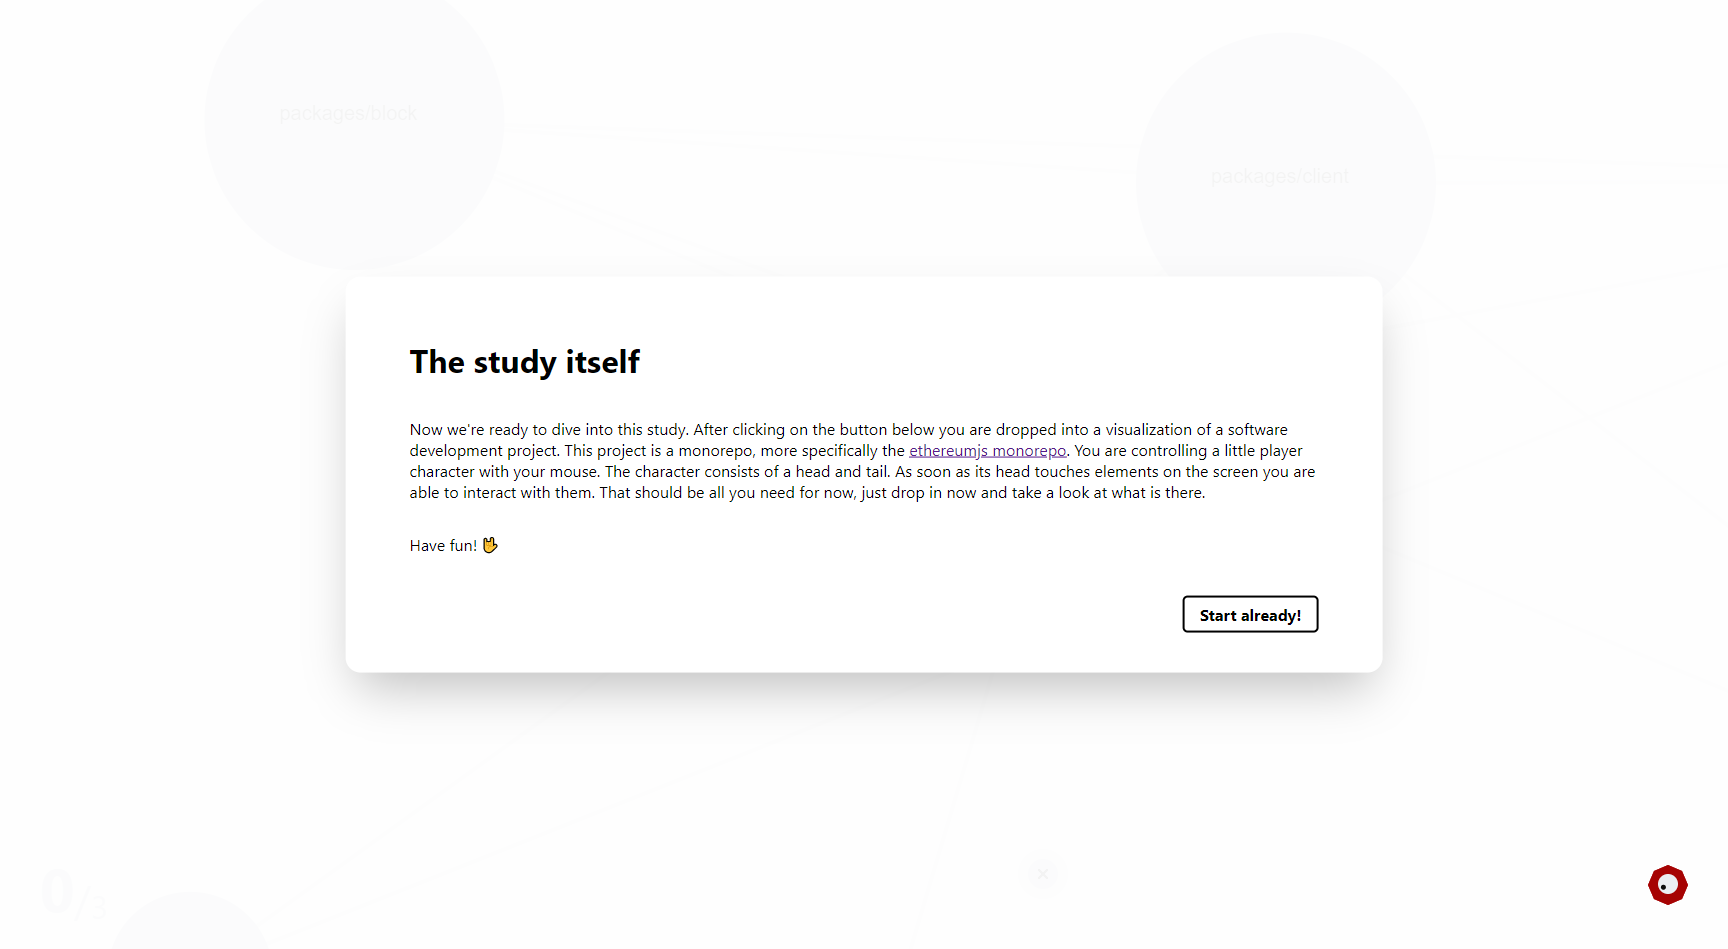 packages/block
packages/client
The study itself
Now we're ready to dive into this study. After clicking on the button below you are dropped into a visualization of a software
development project. This project is a monorepo, more specifically the ethereumjs monorepo. You are controlling a little player
character with your mouse. The character consists of a head and tail. As soon as its head touches elements on the screen you are
able to interact with them. That should be all you need for now, just drop in now and take a look at what is there.
Have fun!
Start already!
0/3